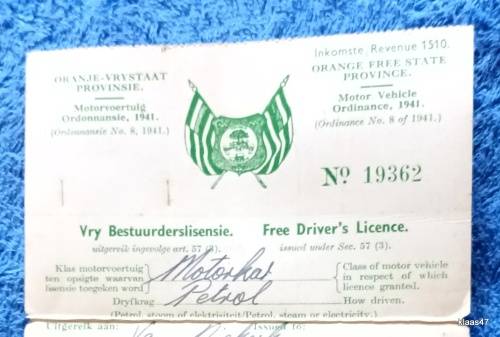 Inkomste, Revenue 1510.
ORANJE-VRYSTAAT
PROVINSIE.
Motorvoertuig
Ordonnansie, 1941.
(Ordonnansie No. 8, 1941.)
ORANGE FREE STATE
PROVINCE.
Motor Vehicle
Ordinance, 1941.
(Ordinance No. 8 of 1941.)
No 19362
Vry Bestuurderslisensie. Free Driver's Licence.
uitgereik ingevolge art. 57 (3). issued under Sec. 57 (3).
Klas motorvoertuig
ten opsigte waarvan
lisensie toegeken word
Motorkar
Class of motor vehicle
in respect of which
licence granted.
Dryfkrag Petrol How driven.
(Petrol, stoom of elektrisiteit/Petrol, steam or electricity.)
Uitgereik aan: Issued to:
klaas47